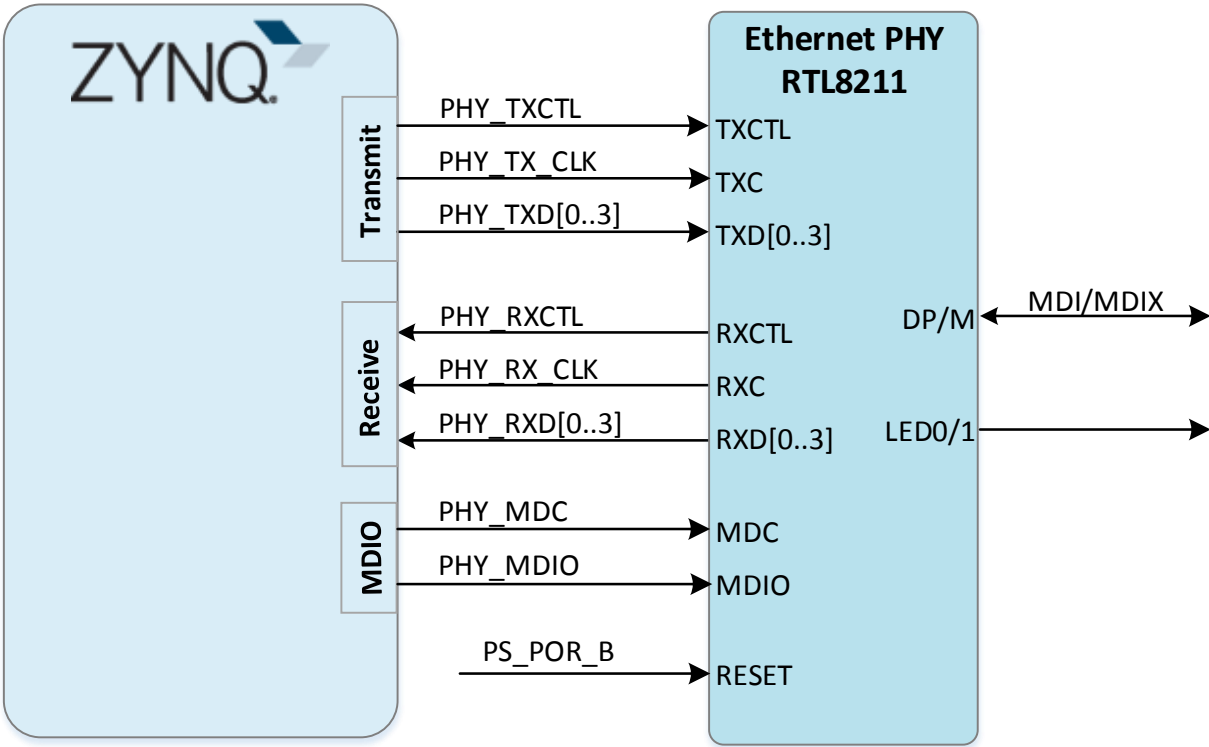 ZYNQ.
Ethernet PHY
RTL8211
Transmit
PHY_TXCTL
TXCTL
PHY_TX_CLK
TXC
PHY_TXD[0..3]
TXD[0..3]
Receive
PHY_RXCTL
RXCTL
PHY_RX_CLK
RXC
PHY_RXD[0..3]
RXD[0..3]
DP/M
MDI/MDIX
LED0/1
MDIO
PHY_MDC
MDC
PHY_MDIO
MDIO
PS_POR_B
RESET